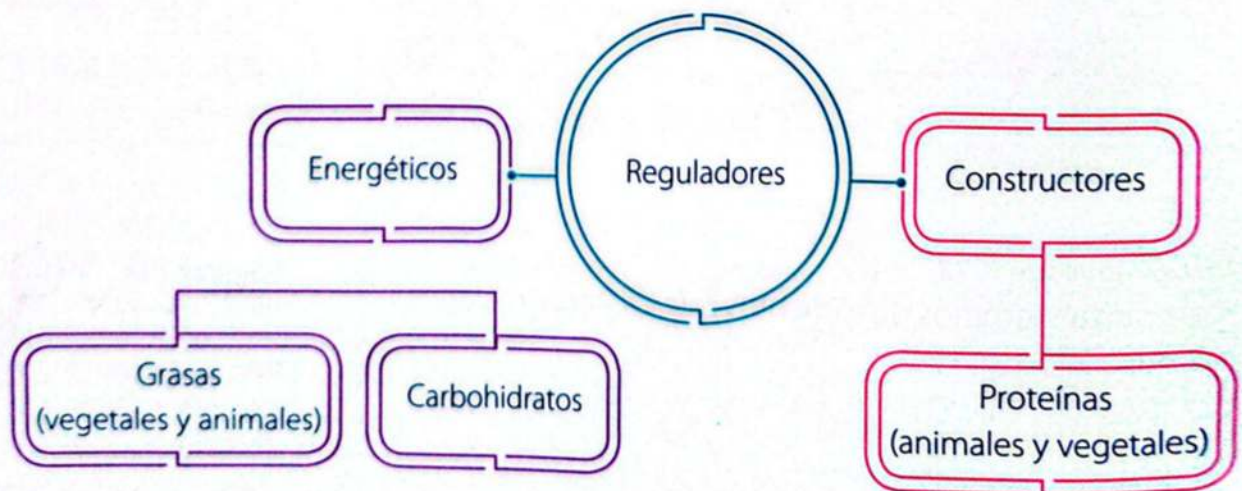 Energéticos
Reguladores
Constructores
Grasas
(vegetales y animales)
Carbohidratos
Proteínas
(animales y vegetales)